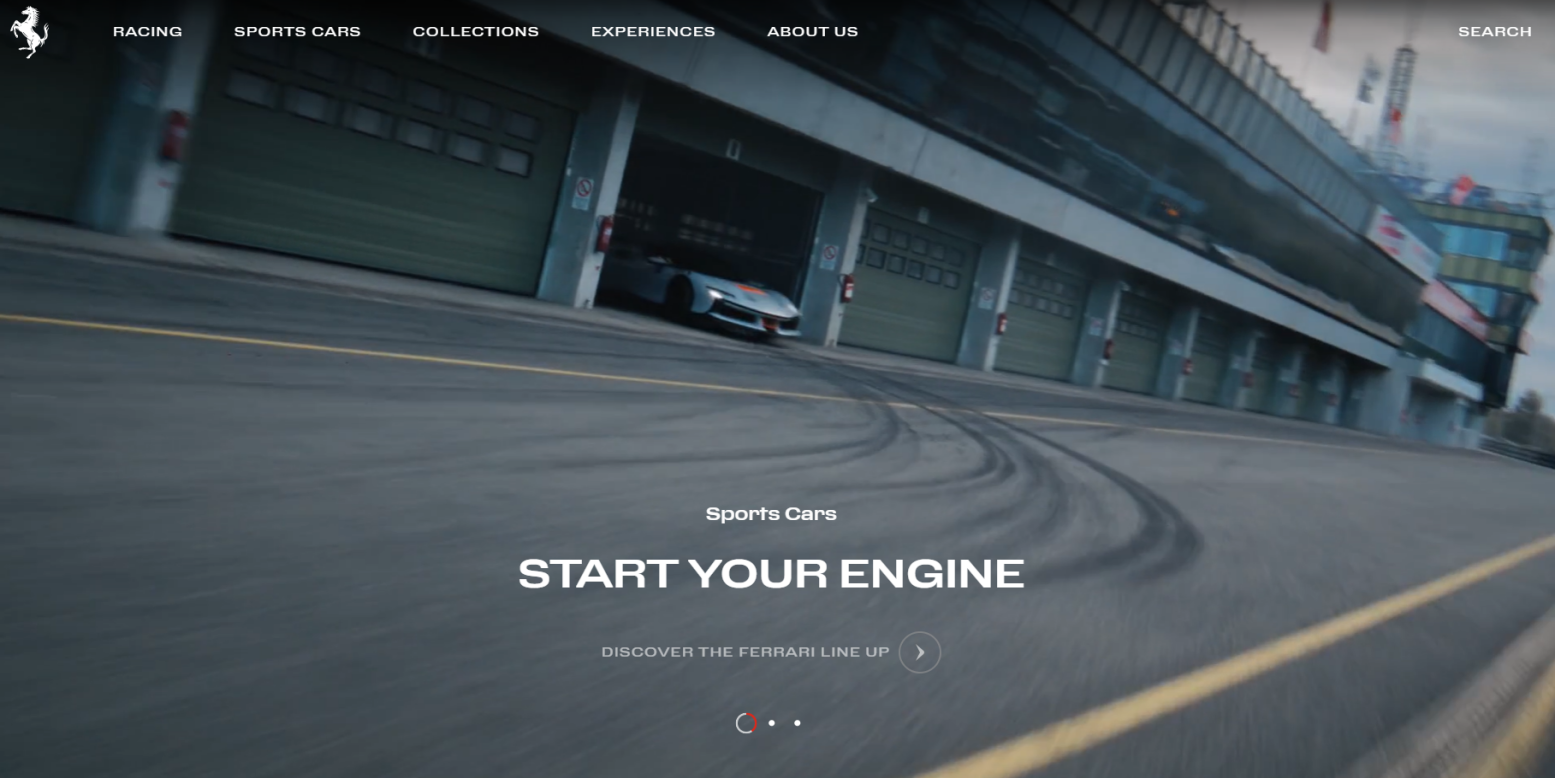 RACING
SPORTS CARS
COLLECTIONS
EXPERIENCES
ABOUT US
SEARCH
Sports Cars
START YOUR ENGINE
DISCOVER THE FERRARI LINE UP